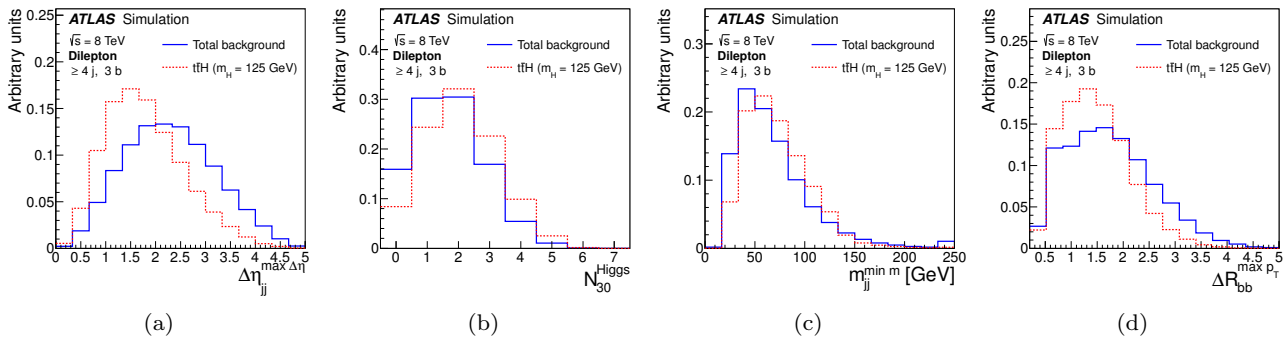 ATLAS Simulation
√s = 8 TeV
Dilepton
≥ 4 j, 3 b
Total background
tt̄H (m_H = 125 GeV)
Arbitrary units
0.25
0.2
0.15
0.1
0.05
0
0 0.5 1 1.5 2 2.5 3 3.5 4 4.5 5
Δη_jj^max Δη
(a)
ATLAS Simulation
√s = 8 TeV
Dilepton
≥ 4 j, 3 b
Total background
tt̄H (m_H = 125 GeV)
Arbitrary units
0.4
0.3
0.2
0.1
0
0 1 2 3 4 5 6 7
N_30^Higgs
(b)
ATLAS Simulation
√s = 8 TeV
Dilepton
≥ 4 j, 3 b
Total background
tt̄H (m_H = 125 GeV)
Arbitrary units
0.3
0.2
0.1
0
0 50 100 150 200 250
m_jj^min m [GeV]
(c)
ATLAS Simulation
√s = 8 TeV
Dilepton
≥ 4 j, 3 b
Total background
tt̄H (m_H = 125 GeV)
Arbitrary units
0.2
0.15
0.1
0.05
0
0.5 1 1.5 2 2.5 3 3.5 4 4.5 5
ΔR_bb^max p_T
(d)